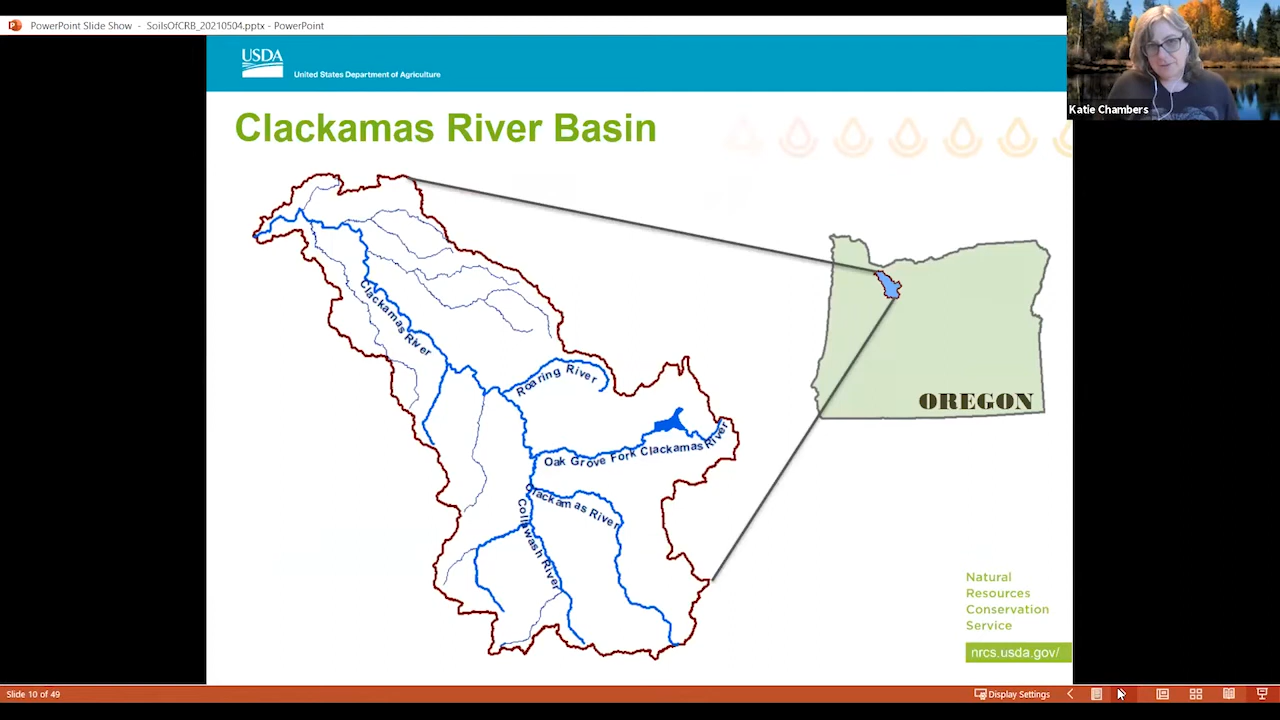 PowerPoint Slide Show - SoilsOfCRB_20210504.pptx - PowerPoint
Katie Chambers
USDA
United States Department of Agriculture
Clackamas River Basin
Clackamas River
Roaring River
Oak Grove Fork Clackamas River
Clackamas River
Collawash River
OREGON
Natural
Resources
Conservation
Service
nrcs.usda.gov/
Slide 10 of 49
Display Settings